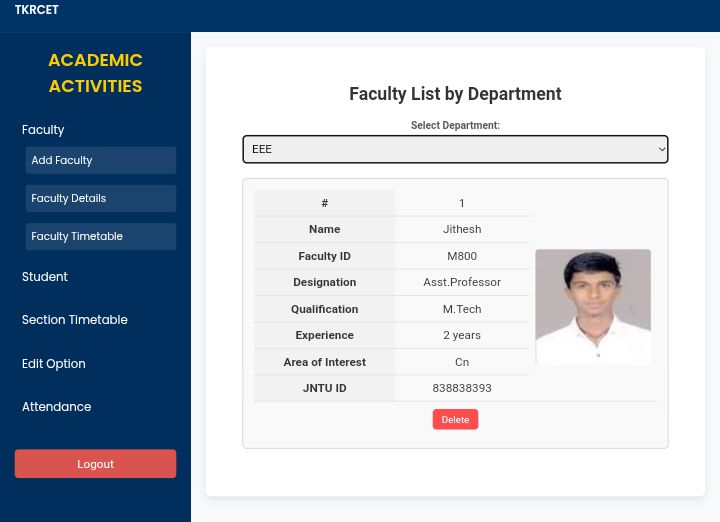 TKRCET
ACADEMIC
ACTIVITIES
Faculty
Add Faculty
Faculty Details
Faculty Timetable
Student
Section Timetable
Edit Option
Attendance
Logout
Faculty List by Department
Select Department:
EEE
# 1
Name Jithesh
Faculty ID M800
Designation Asst.Professor
Qualification M.Tech
Experience 2 years
Area of Interest Cn
JNTU ID 838838393
Delete